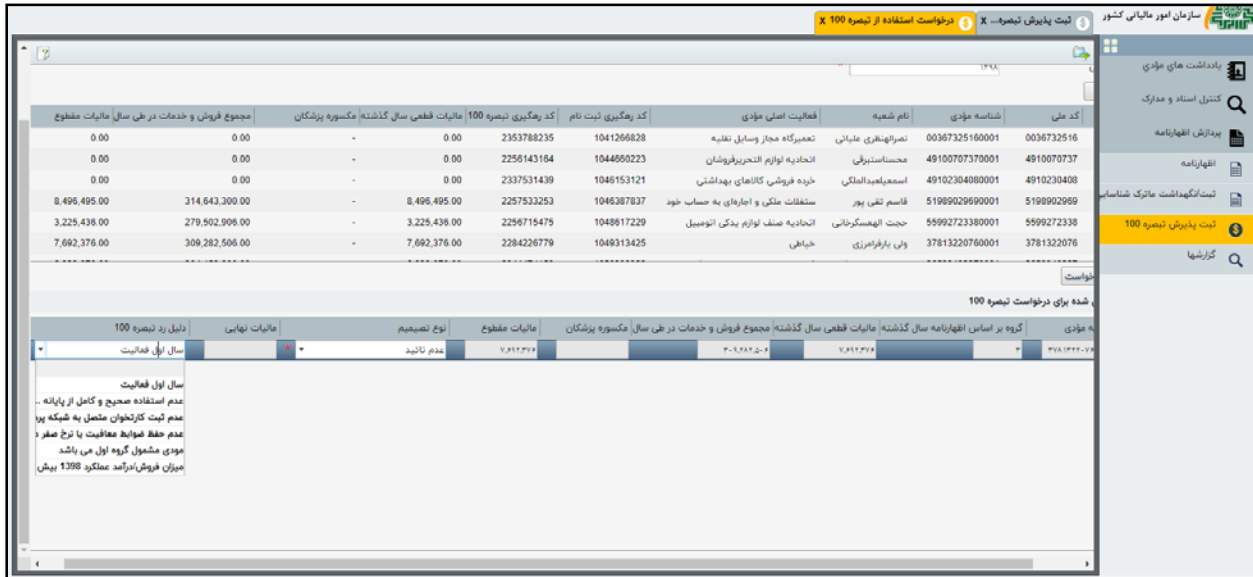 سازمان امور مالیاتی کشور
ثبت پذیرش تبصره... X
درخواست استفاده از تبصره 100 X
یادداشت های مؤدی
کنترل اسناد و مدارک
پردازش اظهارنامه
اظهارنامه
ثبت/نگهداشت ماترک شناسایی
ثبت پذیرش تبصره 100
گزارشها
۱۳۹۸
کد ملی شناسه مؤدی نام شعبه فعالیت اصلی مؤدی کد رهگیری ثبت نام کد رهگیری تبصره 100 مالیات قطعی سال گذشته مکسوره پزشکان مجموع فروش و خدمات در طی سال مالیات مقطوع
0036732516 00367325160001 نصرالهنظری علیائی تعمیرگاه مجاز وسایل نقلیه 1041266828 2353788235 0.00 - 0.00 0.00
4910070737 49100707370001 محسناستبرقی اتحادیه لوازم التحریرفروشان 1044660223 2256143164 0.00 - 0.00 0.00
4910230408 49102304080001 اسمعیلعبدالملکی خرده فروشی کالاهای بهداشتی 1046153121 2337531439 0.00 - 0.00 0.00
5198902969 51989029690001 قاسم تقی پور مستغلات ملکی و اجاره‌ای به حساب خود 1046387837 2257533253 8,496,495.00 - 314,643,300.00 8,496,495.00
5599272338 55992723380001 حجت الهعسگرخانی اتحادیه صنف لوازم یدکی اتومبیل 1048617229 2256715475 3,225,436.00 - 279,502,906.00 3,225,436.00
3781322076 37813220760001 ولی یارفرامرزی خیاطی 1049313425 2284226779 7,692,376.00 - 309,282,506.00 7,692,376.00
خواست
شده برای درخواست تبصره 100
ه مؤدی گروه بر اساس اظهارنامه سال گذشته مالیات قطعی سال گذشته مجموع فروش و خدمات در طی سال مکسوره پزشکان مالیات مقطوع نوع تصیمیم مالیات نهایی دلیل رد تبصره 100
۳ ۷,۶۹۲,۳۷۶ ۳۰۹,۲۸۲,۵۰۶ ۷,۶۹۲,۳۷۶ عدم تائید * سال اول فعالیت
سال اول فعالیت
عدم استفاده صحیح و کامل از پایانه ..
عدم ثبت کارتخوان متصل به شبکه پرد
عدم حفظ ضوابط معافیت یا نرخ صفر م
مودی مشمول گروه اول می باشد
میزان فروش/درآمد عملکرد 1398 بیش